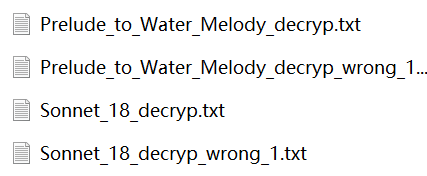 Prelude_to_Water_Melody_decryp.txt
Prelude_to_Water_Melody_decryp_wrong_1...
Sonnet_18_decryp.txt
Sonnet_18_decryp_wrong_1.txt